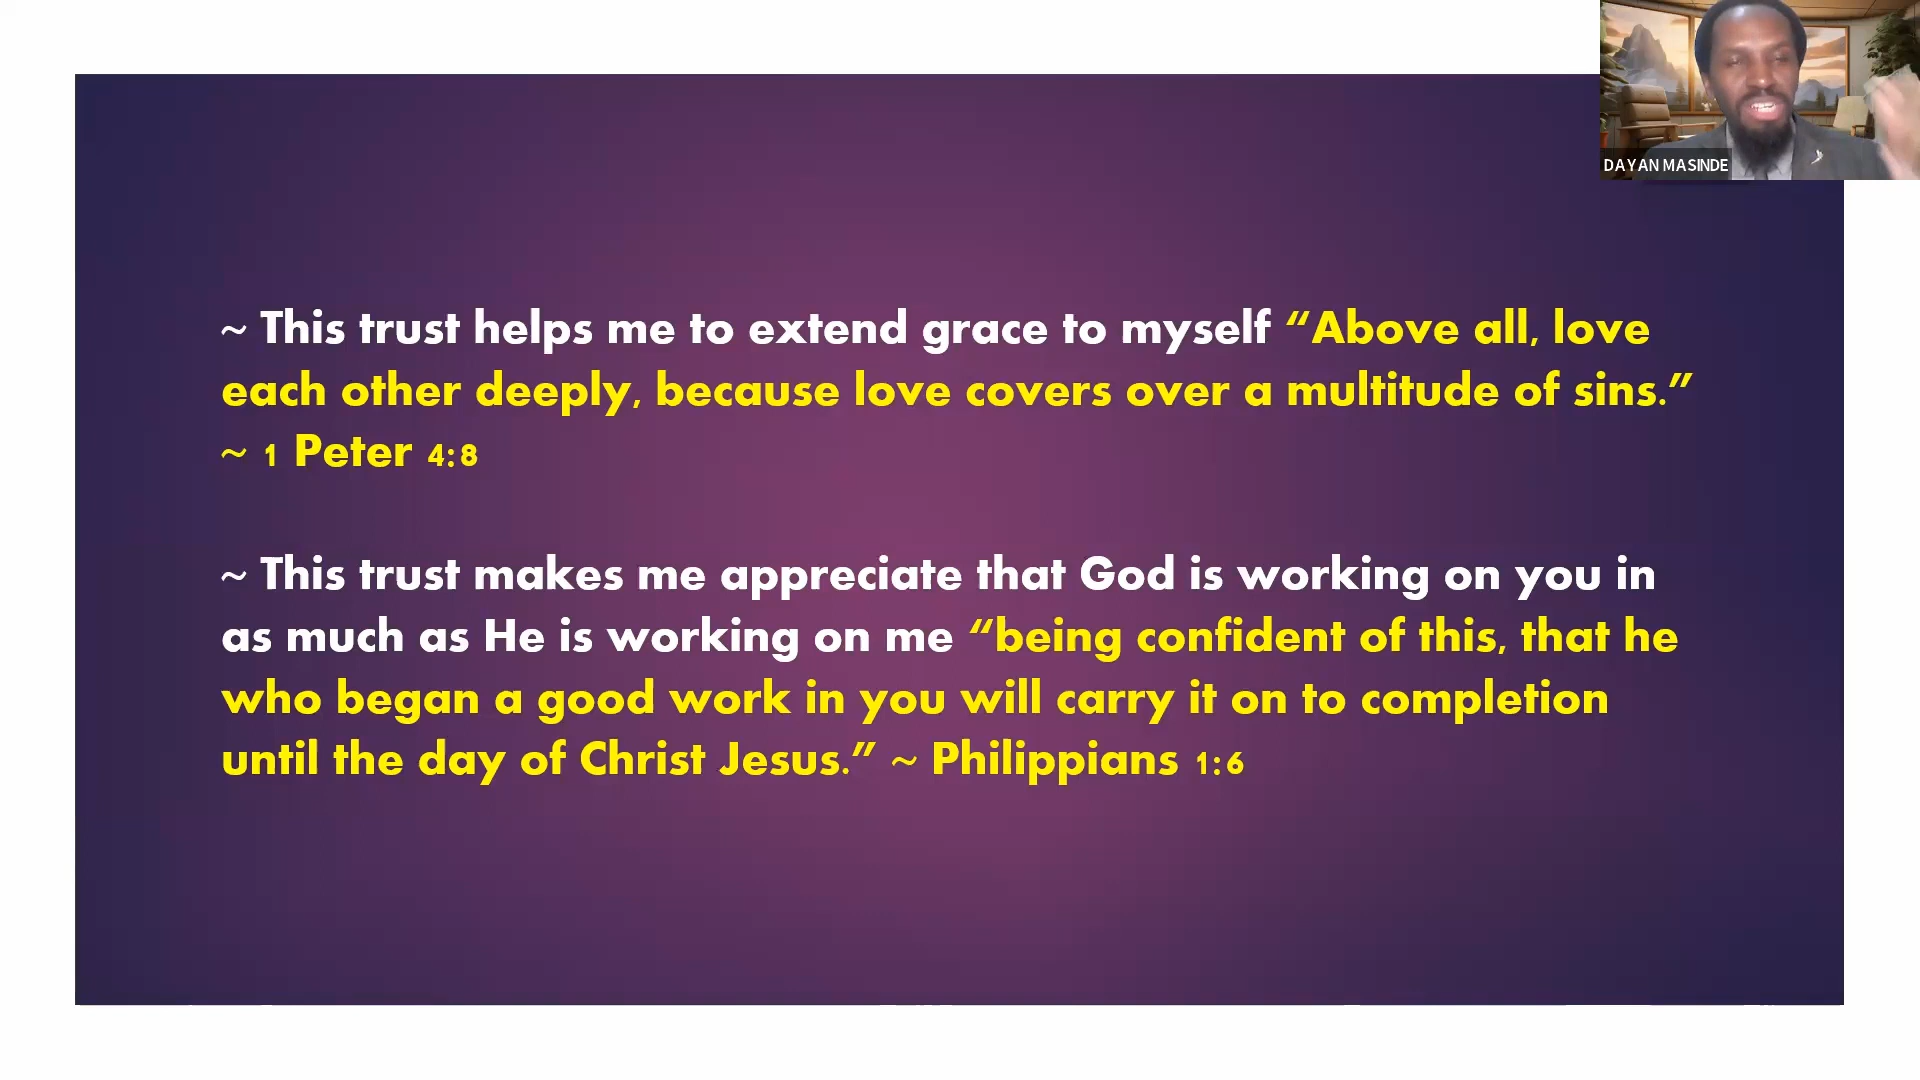 DAYAN MASINDE
~ This trust helps me to extend grace to myself “Above all, love
each other deeply, because love covers over a multitude of sins.”
~ 1 Peter 4:8
~ This trust makes me appreciate that God is working on you in
as much as He is working on me “being confident of this, that he
who began a good work in you will carry it on to completion
until the day of Christ Jesus.” ~ Philippians 1:6